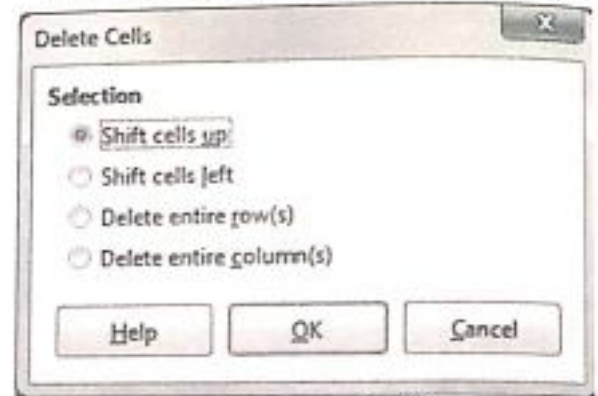 Delete Cells
Selection
Shift cells up
Shift cells left
Delete entire row(s)
Delete entire column(s)
Help OK Cancel